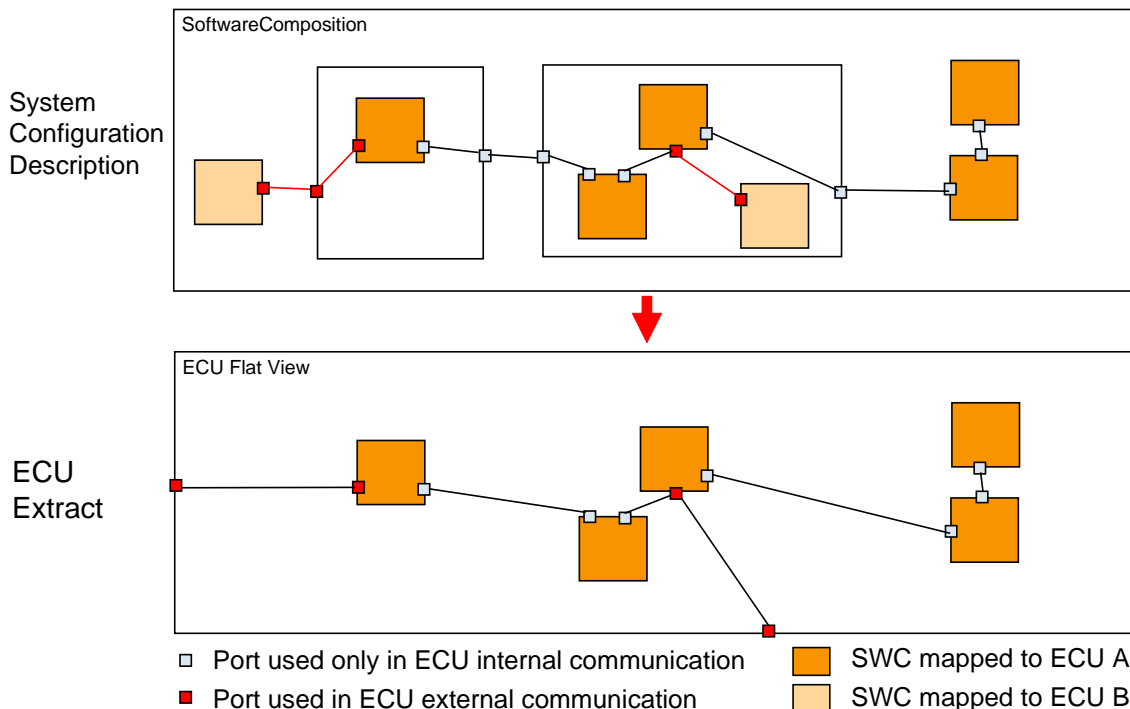 SoftwareComposition
System
Configuration
Description
ECU Flat View
ECU
Extract
Port used only in ECU internal communication
SWC mapped to ECU A
Port used in ECU external communication
SWC mapped to ECU B